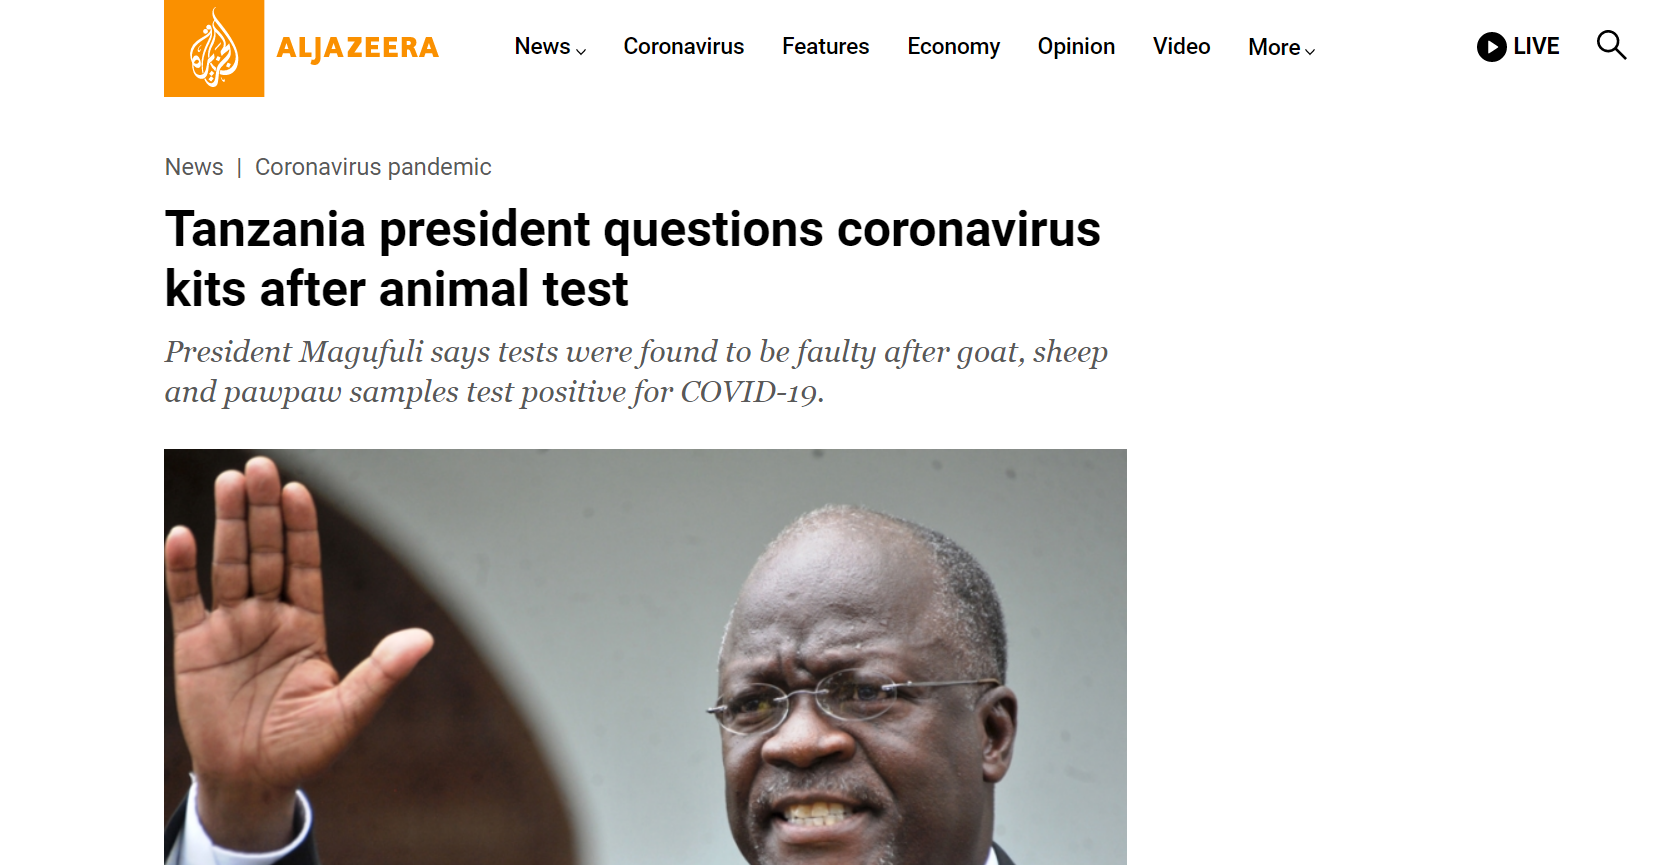 ALJAZEERA
News Coronavirus Features Economy Opinion Video More LIVE
News | Coronavirus pandemic
Tanzania president questions coronavirus
kits after animal test
President Magufuli says tests were found to be faulty after goat, sheep
and pawpaw samples test positive for COVID-19.